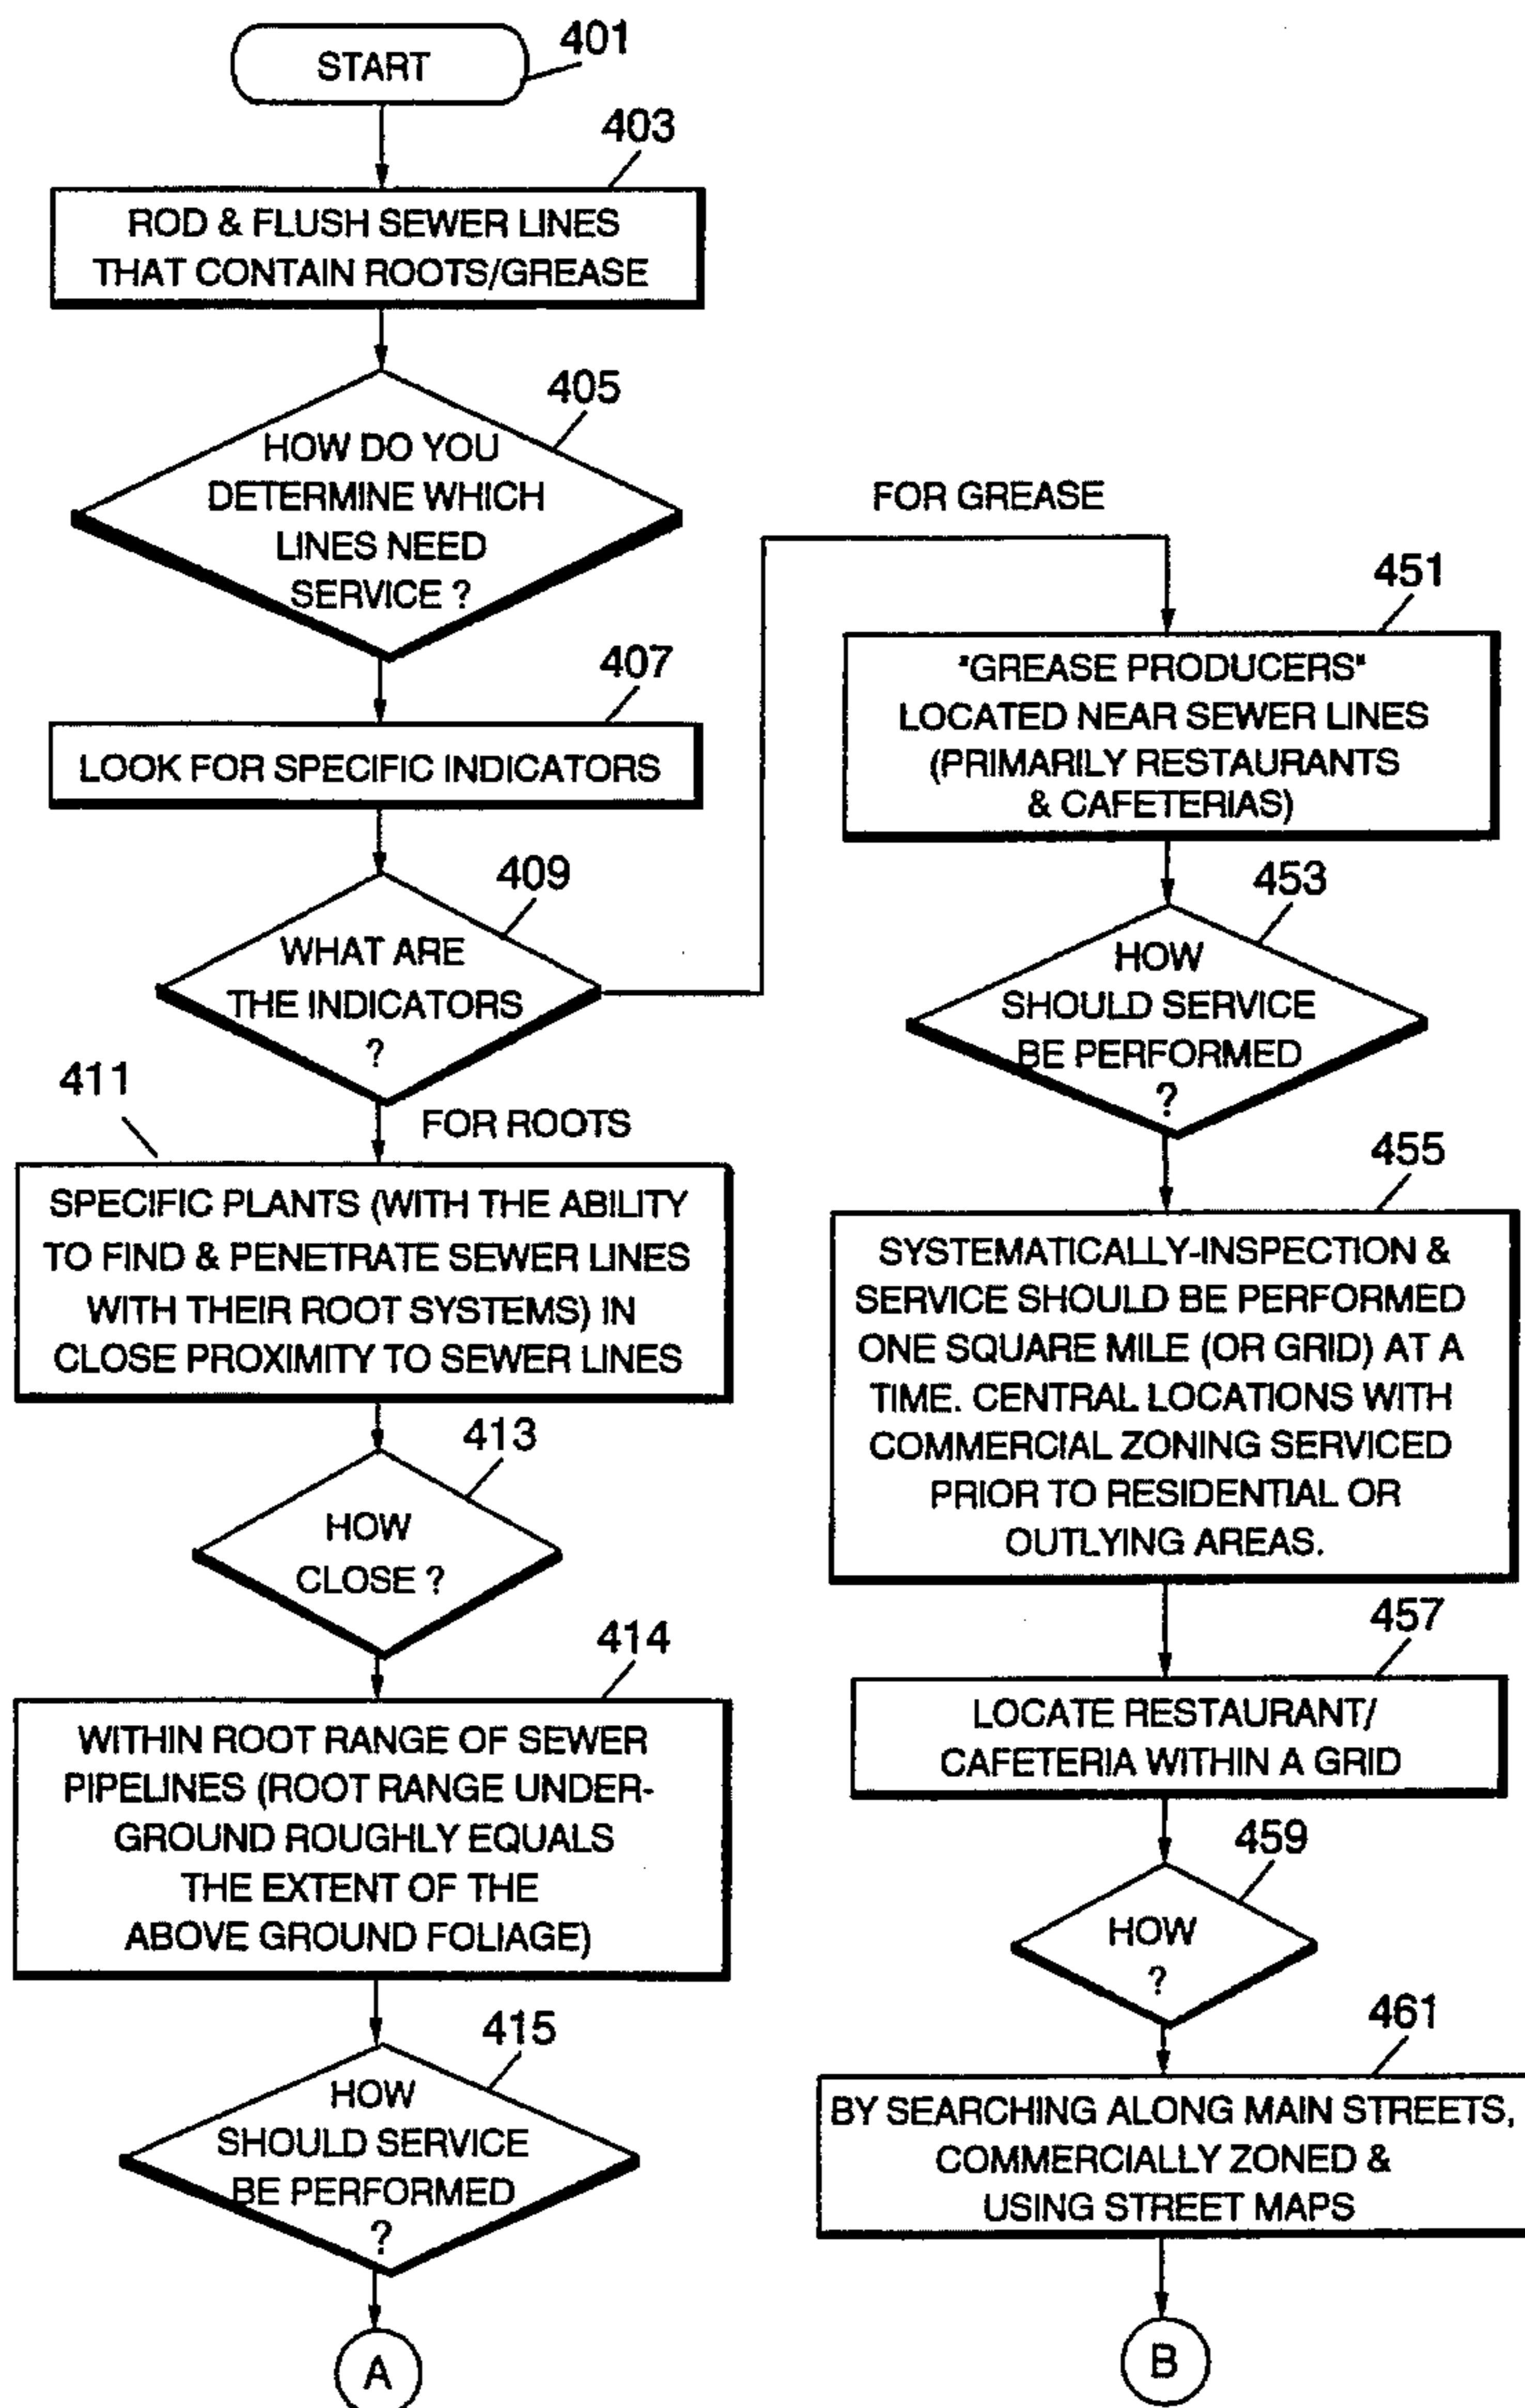 START
401
403
ROD & FLUSH SEWER LINES
THAT CONTAIN ROOTS/GREASE
405
HOW DO YOU
DETERMINE WHICH
LINES NEED
SERVICE ?
407
LOOK FOR SPECIFIC INDICATORS
409
WHAT ARE
THE INDICATORS
?
FOR ROOTS
411
SPECIFIC PLANTS (WITH THE ABILITY
TO FIND & PENETRATE SEWER LINES
WITH THEIR ROOT SYSTEMS) IN
CLOSE PROXIMITY TO SEWER LINES
413
HOW
CLOSE ?
414
WITHIN ROOT RANGE OF SEWER
PIPELINES (ROOT RANGE UNDER-
GROUND ROUGHLY EQUALS
THE EXTENT OF THE
ABOVE GROUND FOLIAGE)
415
HOW
SHOULD SERVICE
BE PERFORMED
?
A
FOR GREASE
451
"GREASE PRODUCERS"
LOCATED NEAR SEWER LINES
(PRIMARILY RESTAURANTS
& CAFETERIAS)
453
HOW
SHOULD SERVICE
BE PERFORMED
?
455
SYSTEMATICALLY-INSPECTION &
SERVICE SHOULD BE PERFORMED
ONE SQUARE MILE (OR GRID) AT A
TIME. CENTRAL LOCATIONS WITH
COMMERCIAL ZONING SERVICED
PRIOR TO RESIDENTIAL OR
OUTLYING AREAS.
457
LOCATE RESTAURANT/
CAFETERIA WITHIN A GRID
459
HOW
?
461
BY SEARCHING ALONG MAIN STREETS,
COMMERCIALLY ZONED &
USING STREET MAPS
B